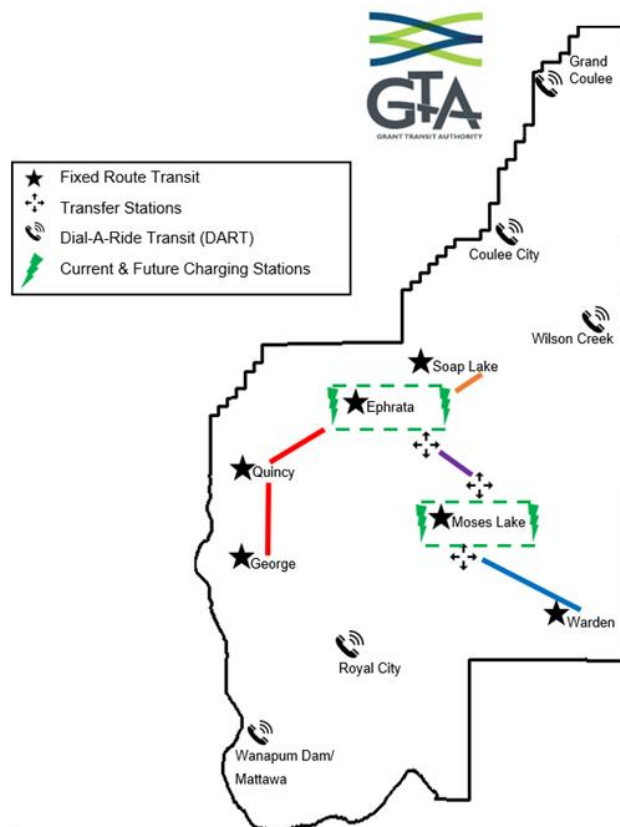 GTA
GRANT TRANSIT AUTHORITY
Grand
Coulee
Fixed Route Transit
Transfer Stations
Dial-A-Ride Transit (DART)
Current & Future Charging Stations
Coulee City
Wilson Creek
Soap Lake
Ephrata
Quincy
Moses Lake
George
Warden
Royal City
Wanapum Dam/
Mattawa